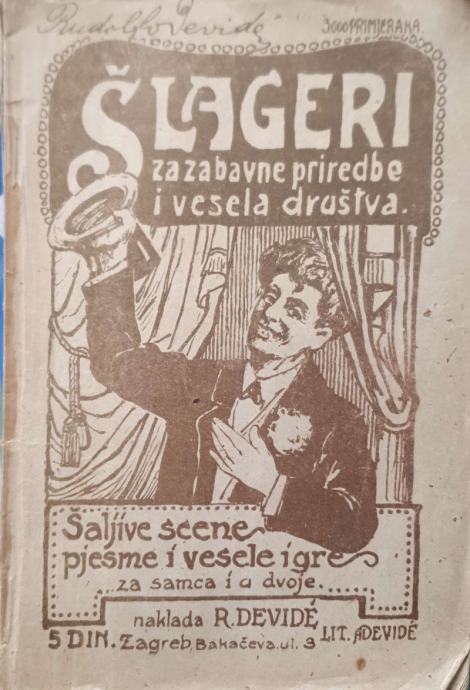 Rudolfo Devidé
3000 PRIMJERAKA
ŠLAGERI
za zabavne priredbe
i vesela društva.
Šaljive scene
pjesme i vesele igre
za samca i u dvoje.
naklada R. DEVIDÉ
5 DIN. Zagreb, Bakačeva ul. 3
LIT. A DEVIDÉ